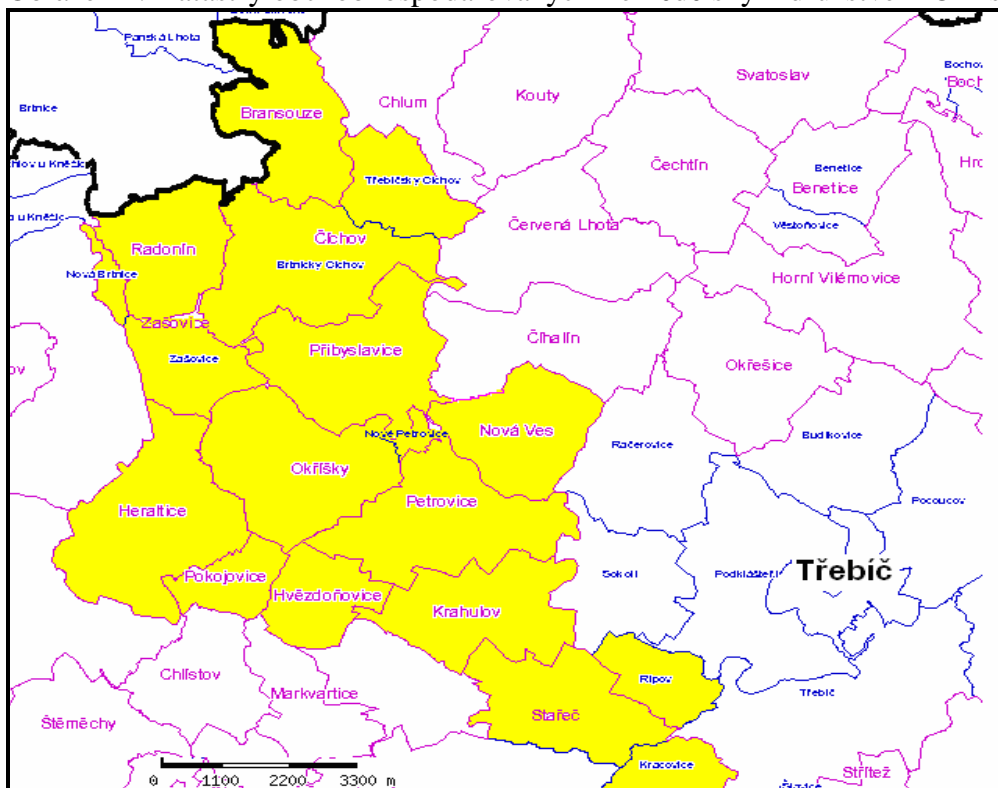 Panská Lhota
Brtnice
Bransouze
Chlum
Kouty
Svatoslav
Třebíčský Cíchov
Čechtín
Benetice
Benetice
Věstoňovice
Radonín
Číchov
Brtnický Číchov
Červená Lhota
Nová Brtnice
Horní Vilémovice
Zašovice
Zašovice
Přibyslavice
Číhalín
Okřešice
Nové Petrovice
Nová Ves
Račerovice
Budíkovice
Okříšky
Petrovice
Heraltice
Pocoucov
Pokojovice
Hvězdoňovice
Krahulov
Sokolí
Podklášteří
Třebíč
Chlístov
Markvartice
Řípov
Třebíč
Štěměchy
Stařeč
Kracovice
Střítež
0 1100 2200 3300 m